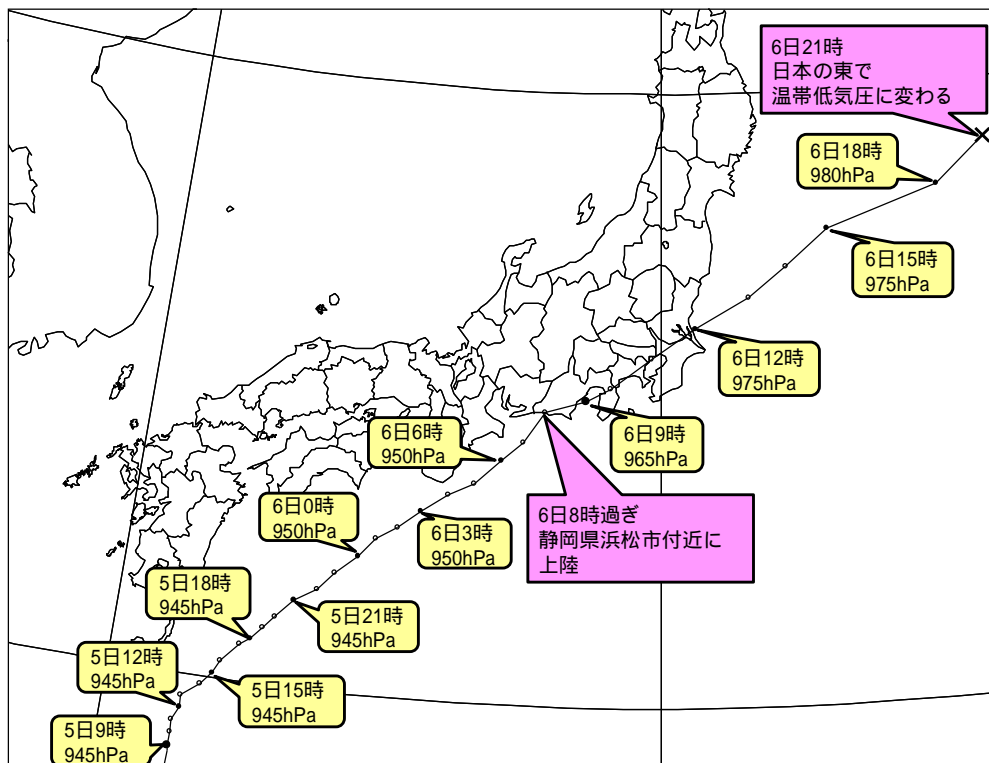 6日21時
日本の東で
温帯低気圧に変わる
6日18時
980hPa
6日15時
975hPa
6日12時
975hPa
6日9時
965hPa
6日8時過ぎ
静岡県浜松市付近に
上陸
6日6時
950hPa
6日3時
950hPa
6日0時
950hPa
5日21時
945hPa
5日18時
945hPa
5日15時
945hPa
5日12時
945hPa
5日9時
945hPa